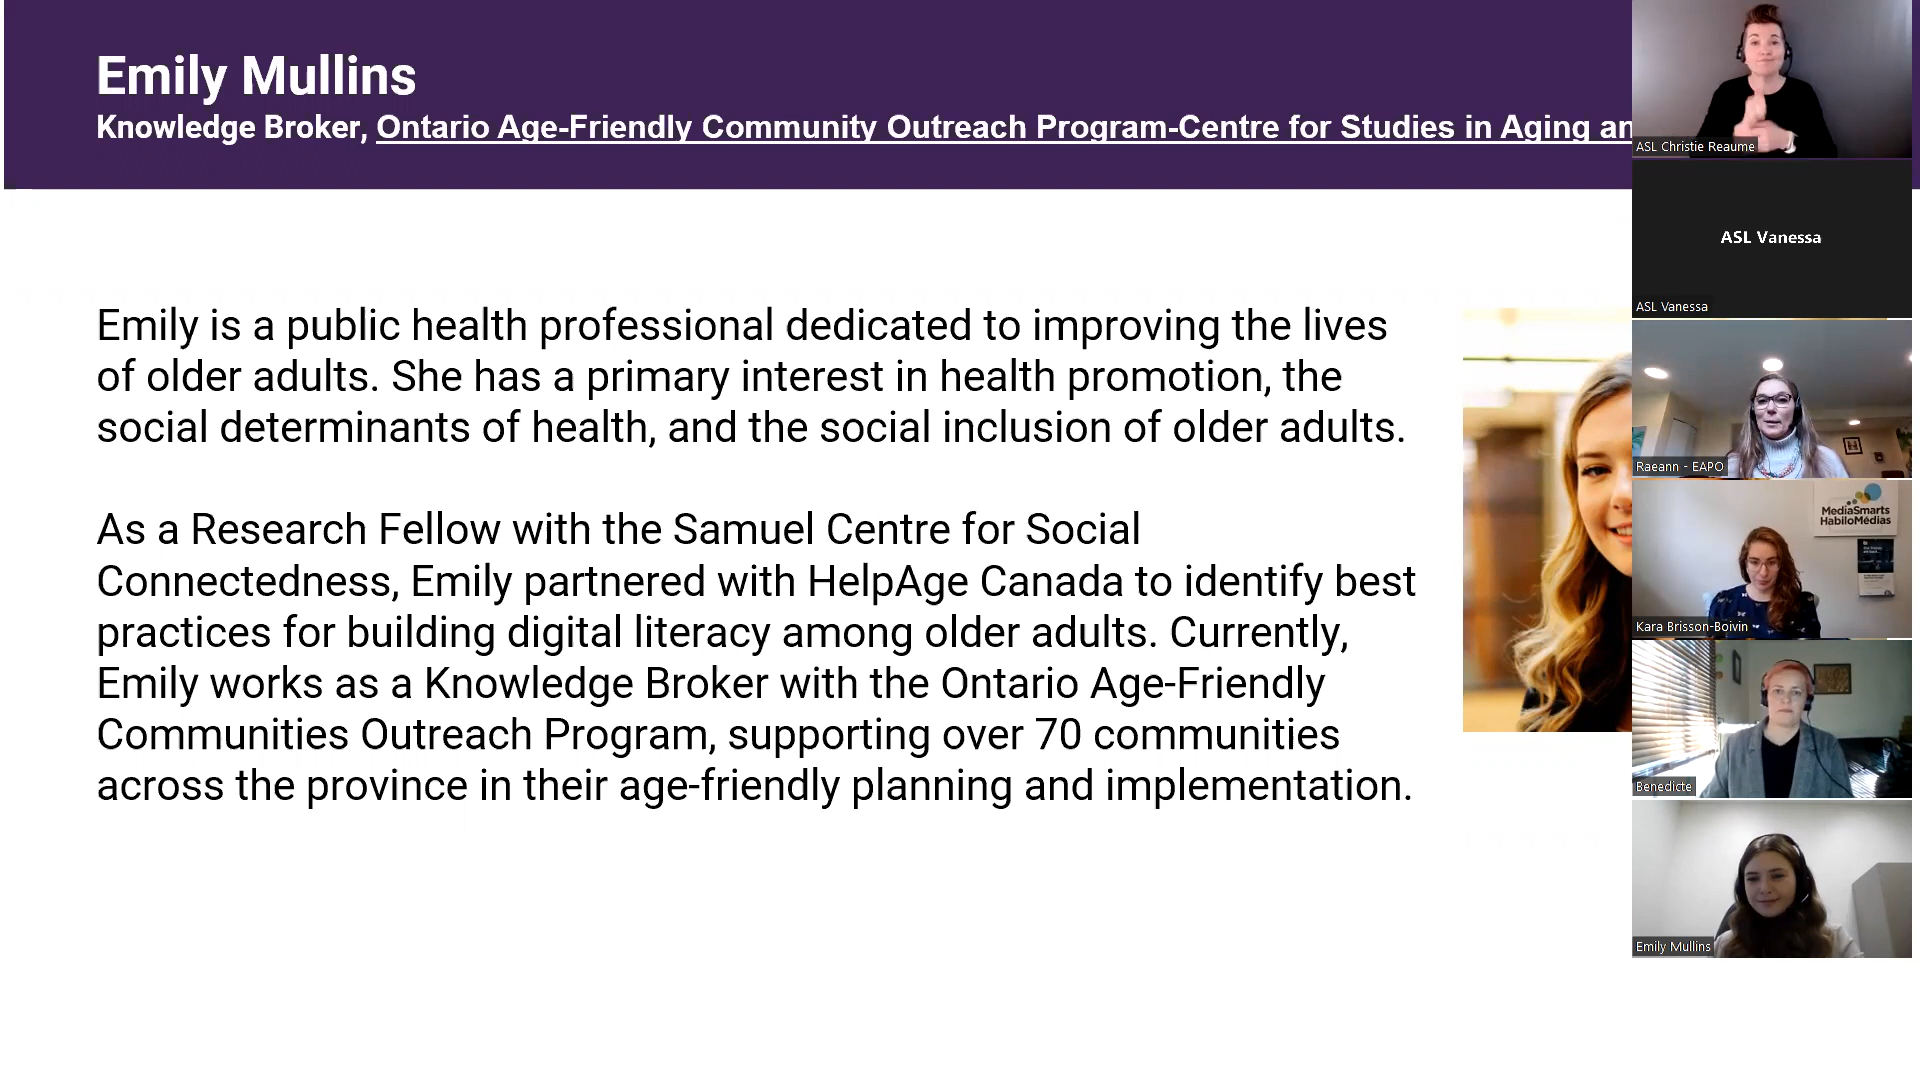 Emily Mullins
Knowledge Broker, Ontario Age-Friendly Community Outreach Program-Centre for Studies in Aging an
Emily is a public health professional dedicated to improving the lives
of older adults. She has a primary interest in health promotion, the
social determinants of health, and the social inclusion of older adults.
As a Research Fellow with the Samuel Centre for Social
Connectedness, Emily partnered with HelpAge Canada to identify best
practices for building digital literacy among older adults. Currently,
Emily works as a Knowledge Broker with the Ontario Age-Friendly
Communities Outreach Program, supporting over 70 communities
across the province in their age-friendly planning and implementation.
ASL Christie Reaume
ASL Vanessa
ASL Vanessa
Raeann - EAPO
MediaSmarts
HabiloMédias
Kara Brisson-Boivin
Benedicte
Emily Mullins